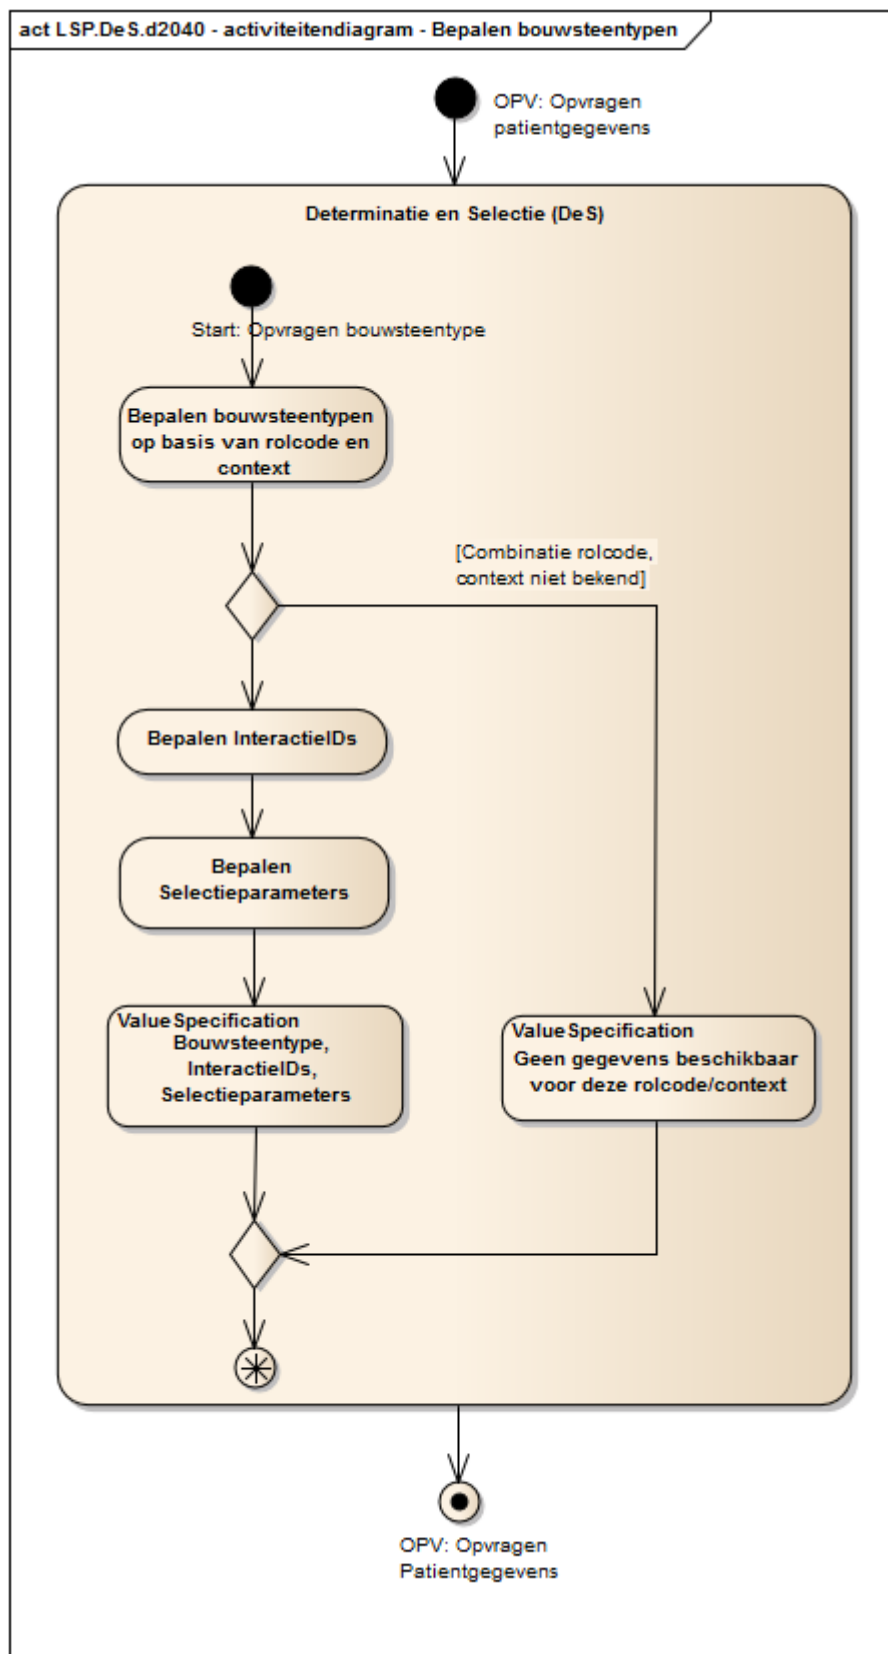 act LSP.DeS.d2040 - activiteitendiagram - Bepalen bouwsteentypen
OPV: Opvragen
patientgegevens
Determinatie en Selectie (DeS)
Start: Opvragen bouwsteentype
Bepalen bouwsteentypen
op basis van rolcode en
context
[Combinatie rolcode,
context niet bekend]
Bepalen InteractieIDs
Bepalen
Selectieparameters
ValueSpecification
Bouwsteentype,
InteractieIDs,
Selectieparameters
ValueSpecification
Geen gegevens beschikbaar
voor deze rolcode/context
OPV: Opvragen
Patientgegevens